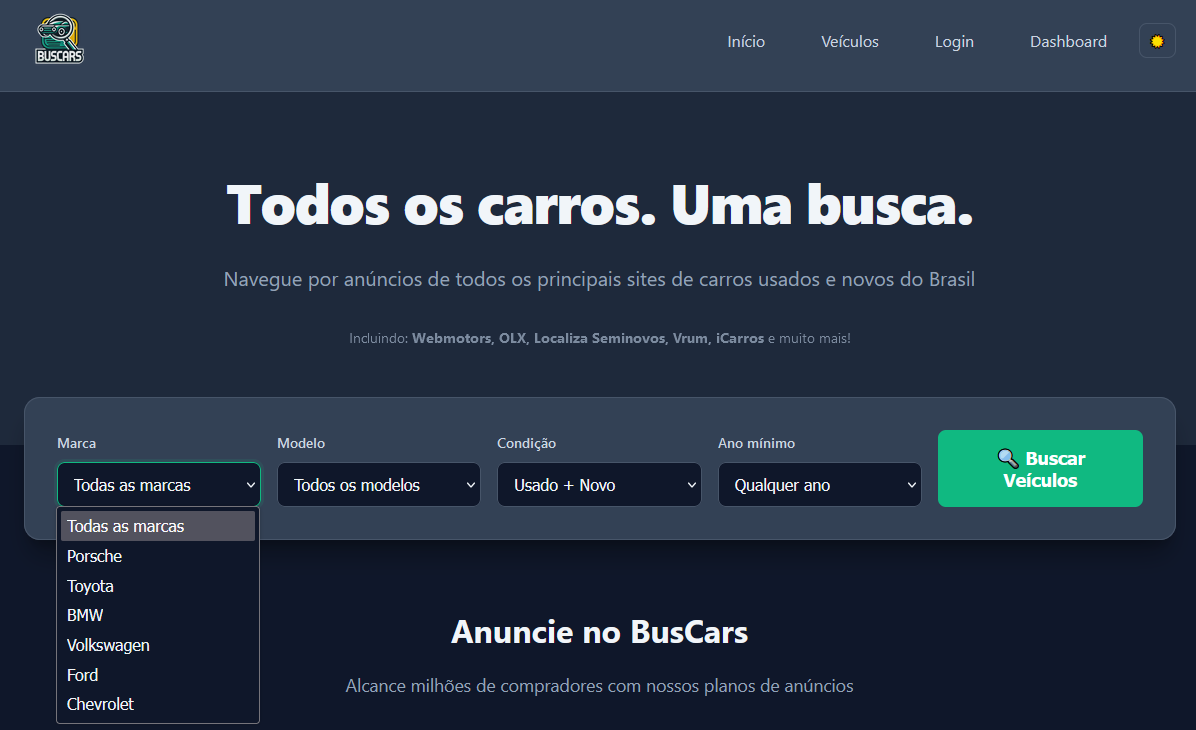 BUSCARS
Início Veículos Login Dashboard
Todos os carros. Uma busca.
Navegue por anúncios de todos os principais sites de carros usados e novos do Brasil
Incluindo: Webmotors, OLX, Localiza Seminovos, Vrum, iCarros e muito mais!
Marca Modelo Condição Ano mínimo
Todas as marcas Todos os modelos Usado + Novo Qualquer ano
Buscar
Veículos
Todas as marcas
Porsche
Toyota
BMW
Volkswagen
Ford
Chevrolet
Anuncie no BusCars
Alcance milhões de compradores com nossos planos de anúncios